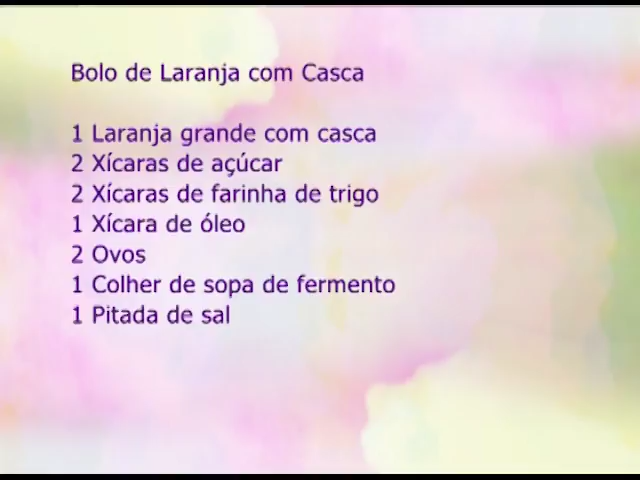 Bolo de Laranja com Casca
1 Laranja grande com casca
2 Xícaras de açúcar
2 Xícaras de farinha de trigo
1 Xícara de óleo
2 Ovos
1 Colher de sopa de fermento
1 Pitada de sal